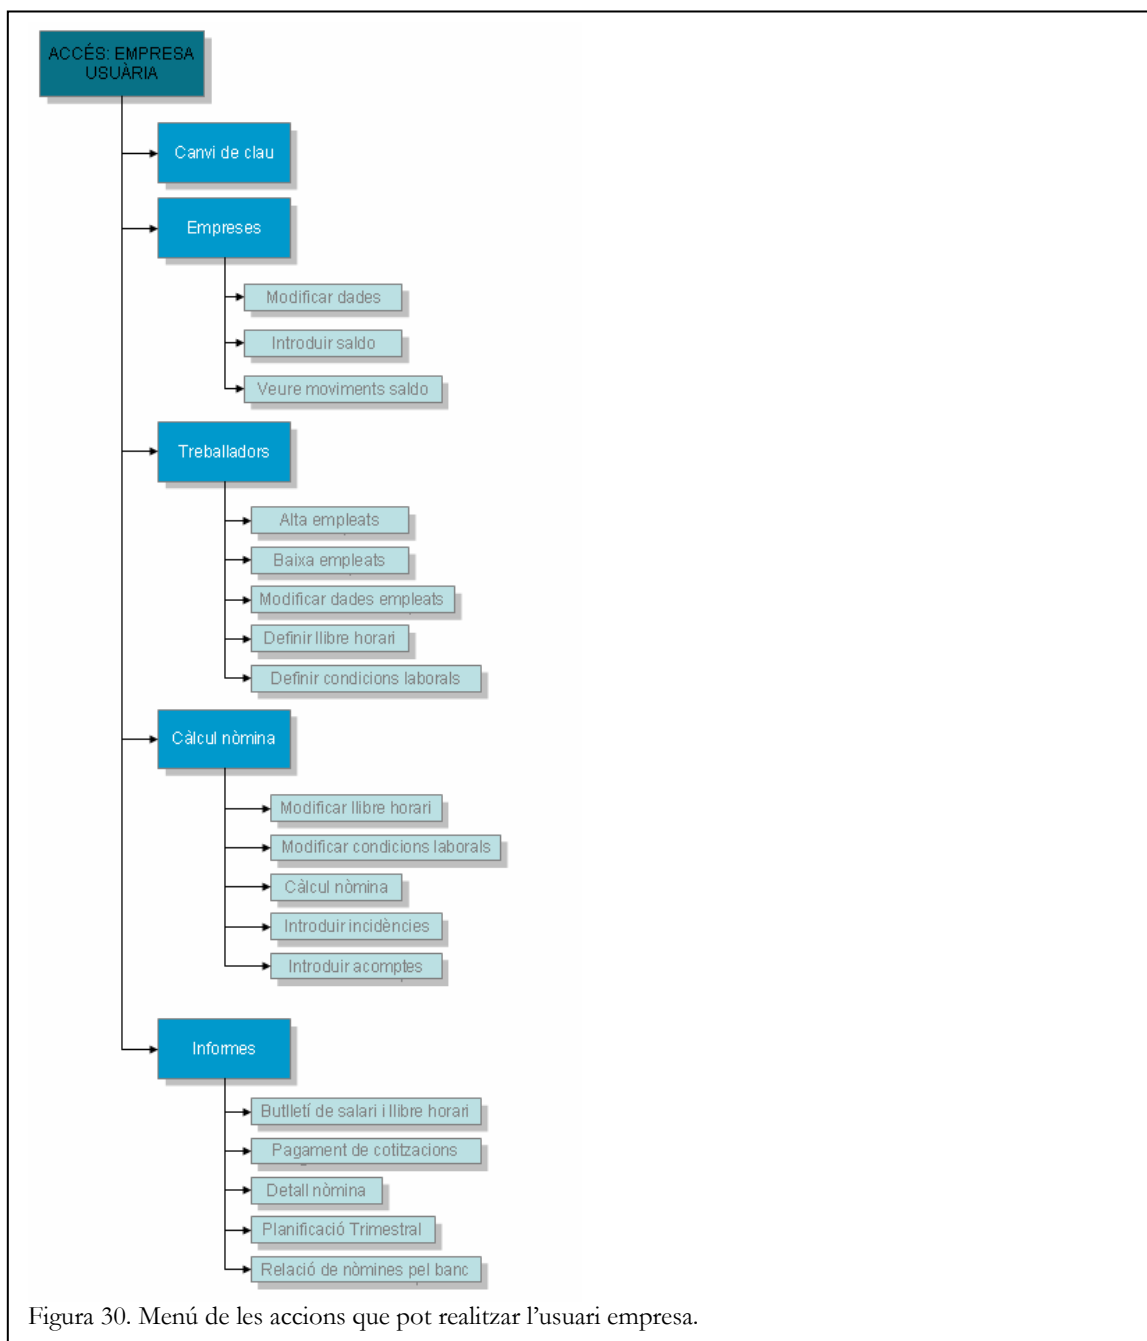 ACCÉS: EMPRESA
USUÀRIA
Canvi de clau
Empreses
Modificar dades
Introduir saldo
Veure moviments saldo
Treballadors
Alta empleats
Baixa empleats
Modificar dades empleats
Definir llibre horari
Definir condicions laborals
Càlcul nòmina
Modificar llibre horari
Modificar condicions laborals
Càlcul nòmina
Introduir incidències
Introduir acomptes
Informes
Butlletí de salari i llibre horari
Pagament de cotitzacions
Detall nòmina
Planificació Trimestral
Relació de nòmines pel banc
Figura 30. Menú de les accions que pot realitzar l’usuari empresa.